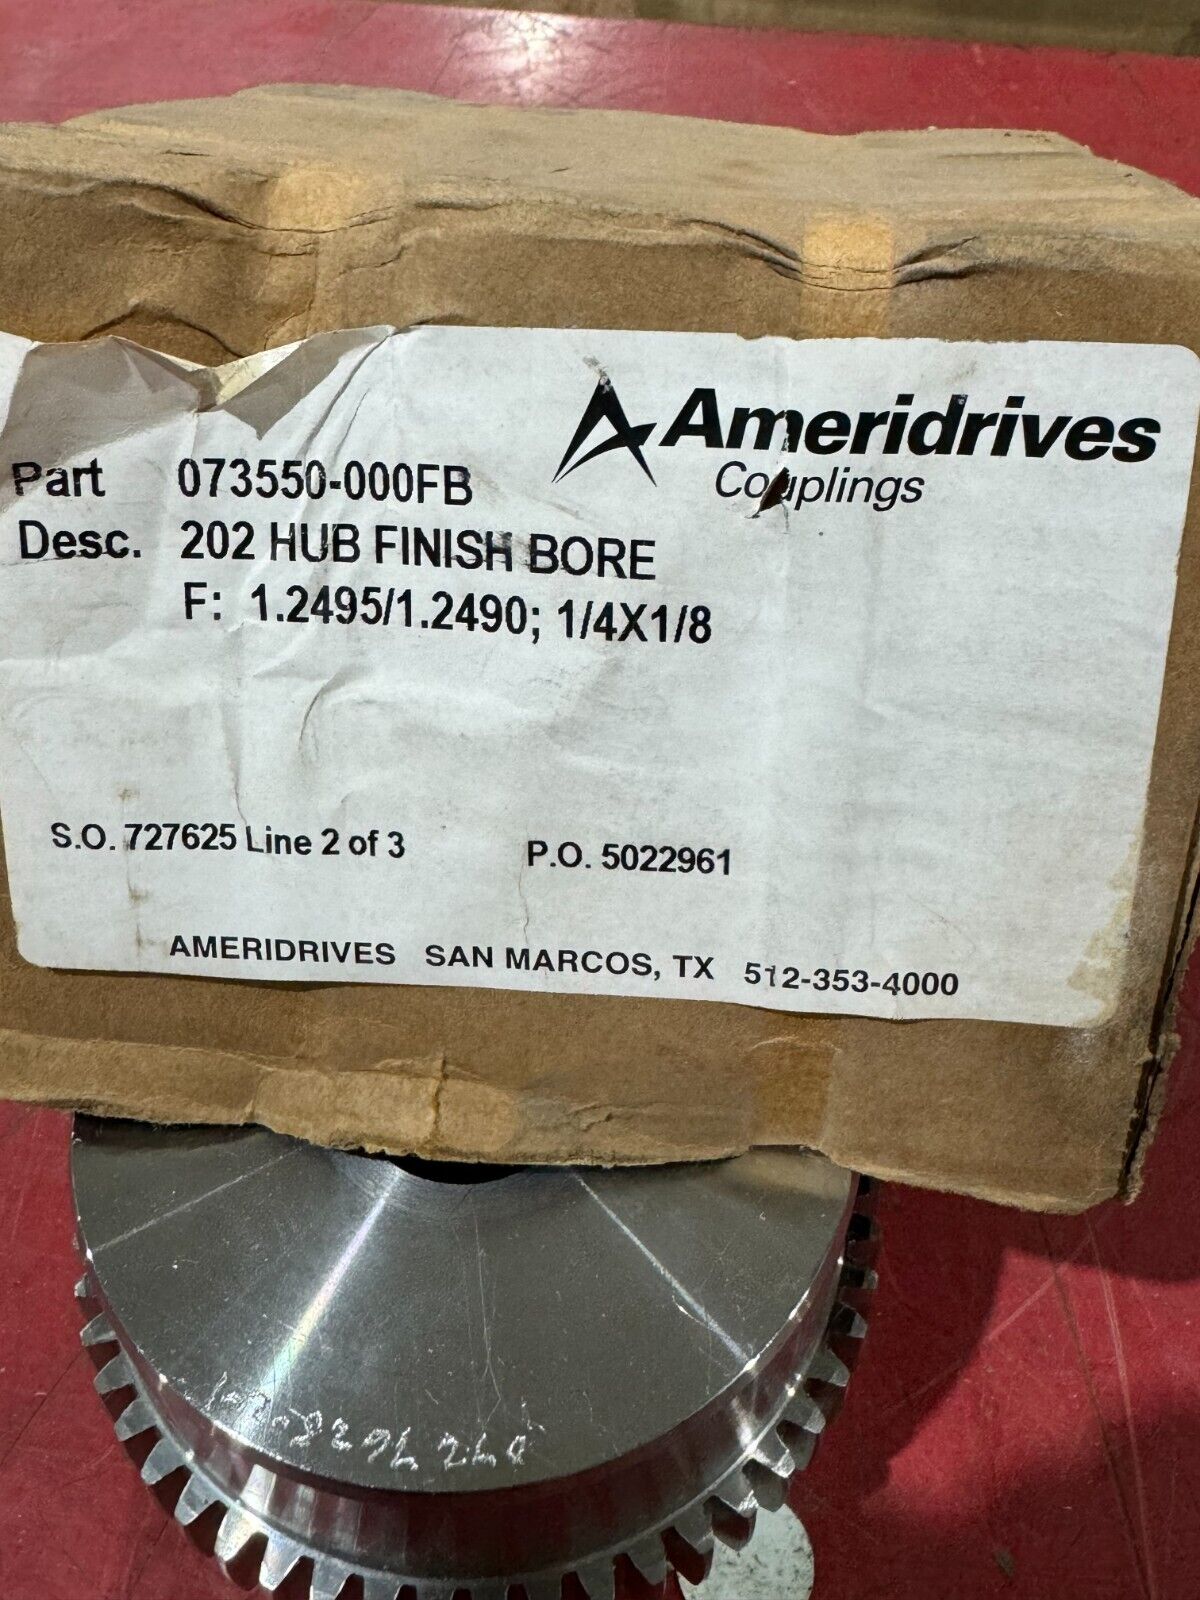 Ameridrives
Couplings
Part 073550-000FB
Desc. 202 HUB FINISH BORE
F: 1.2495/1.2490; 1/4X1/8
S.O. 727625 Line 2 of 3 P.O. 5022961
AMERIDRIVES SAN MARCOS, TX 512-353-4000